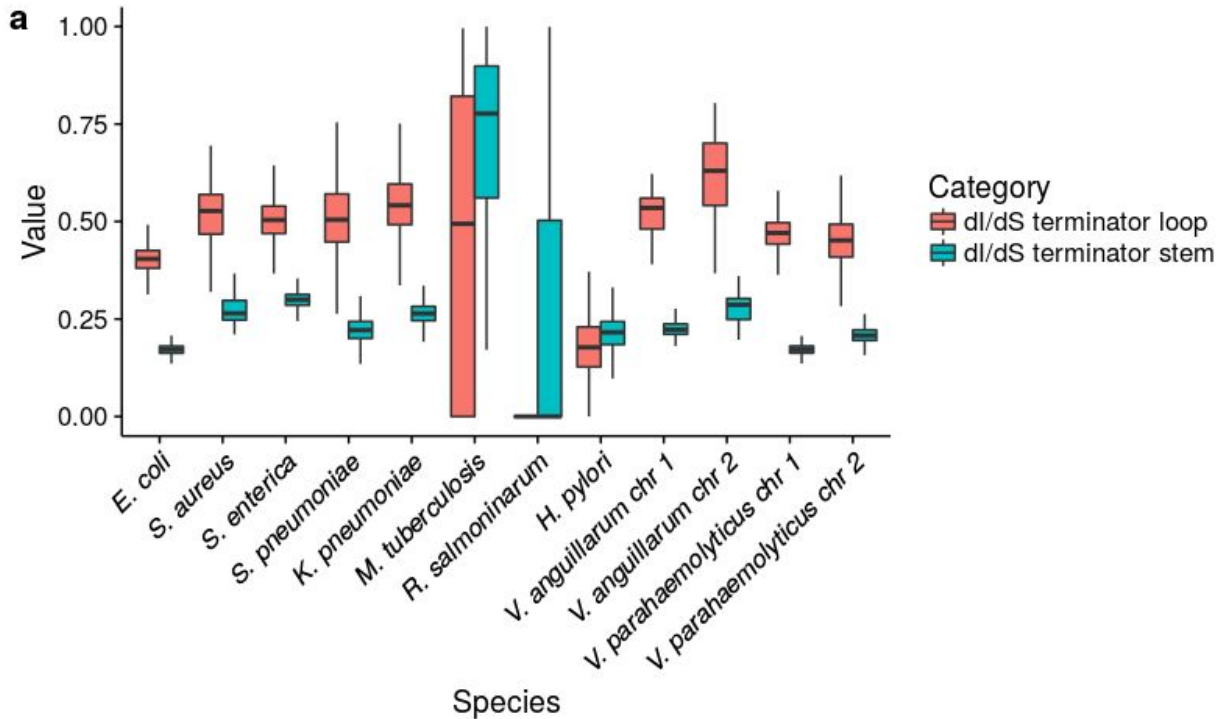 a
1.00
0.75
0.50
0.25
0.00
Value
E. coli
S. aureus
S. enterica
S. pneumoniae
K. pneumoniae
M. tuberculosis
R. salmoninarum
H. pylori
V. anguillarum chr 1
V. anguillarum chr 2
V. parahaemolyticus chr 1
V. parahaemolyticus chr 2
Species
Category
dI/dS terminator loop
dI/dS terminator stem